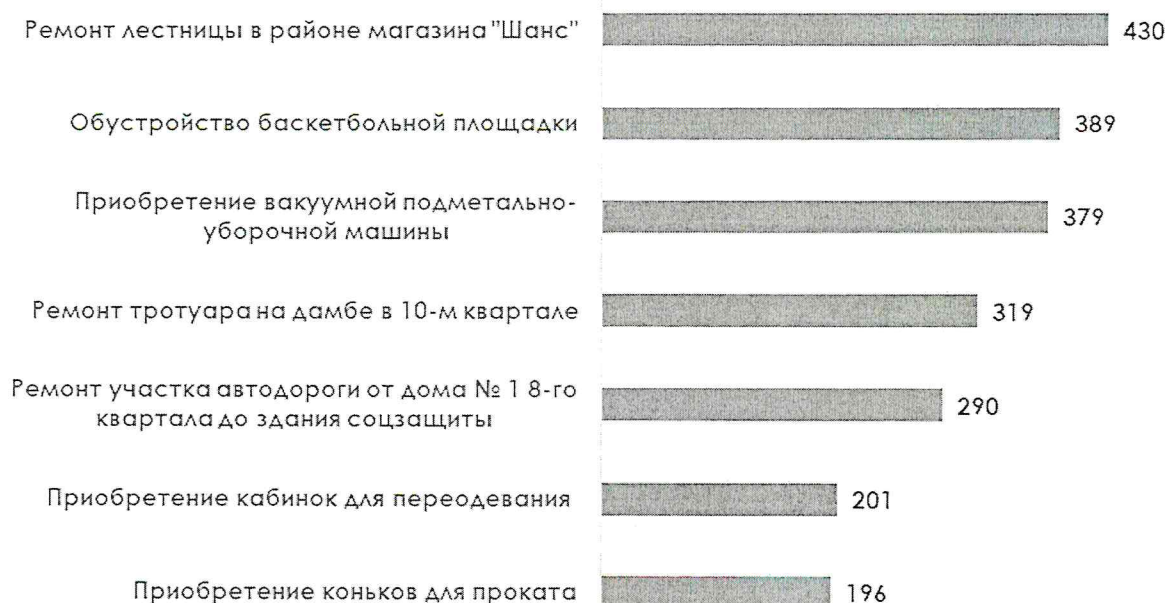 Ремонт лестницы в районе магазина "Шанс" 430
Обустройство баскетбольной площадки 389
Приобретение вакуумной подметально-
уборочной машины 379
Ремонт тротуара на дамбе в 10-м квартале 319
Ремонт участка автодороги от дома № 1 8-го
квартала до здания соцзащиты 290
Приобретение кабинок для переодевания 201
Приобретение коньков для проката 196